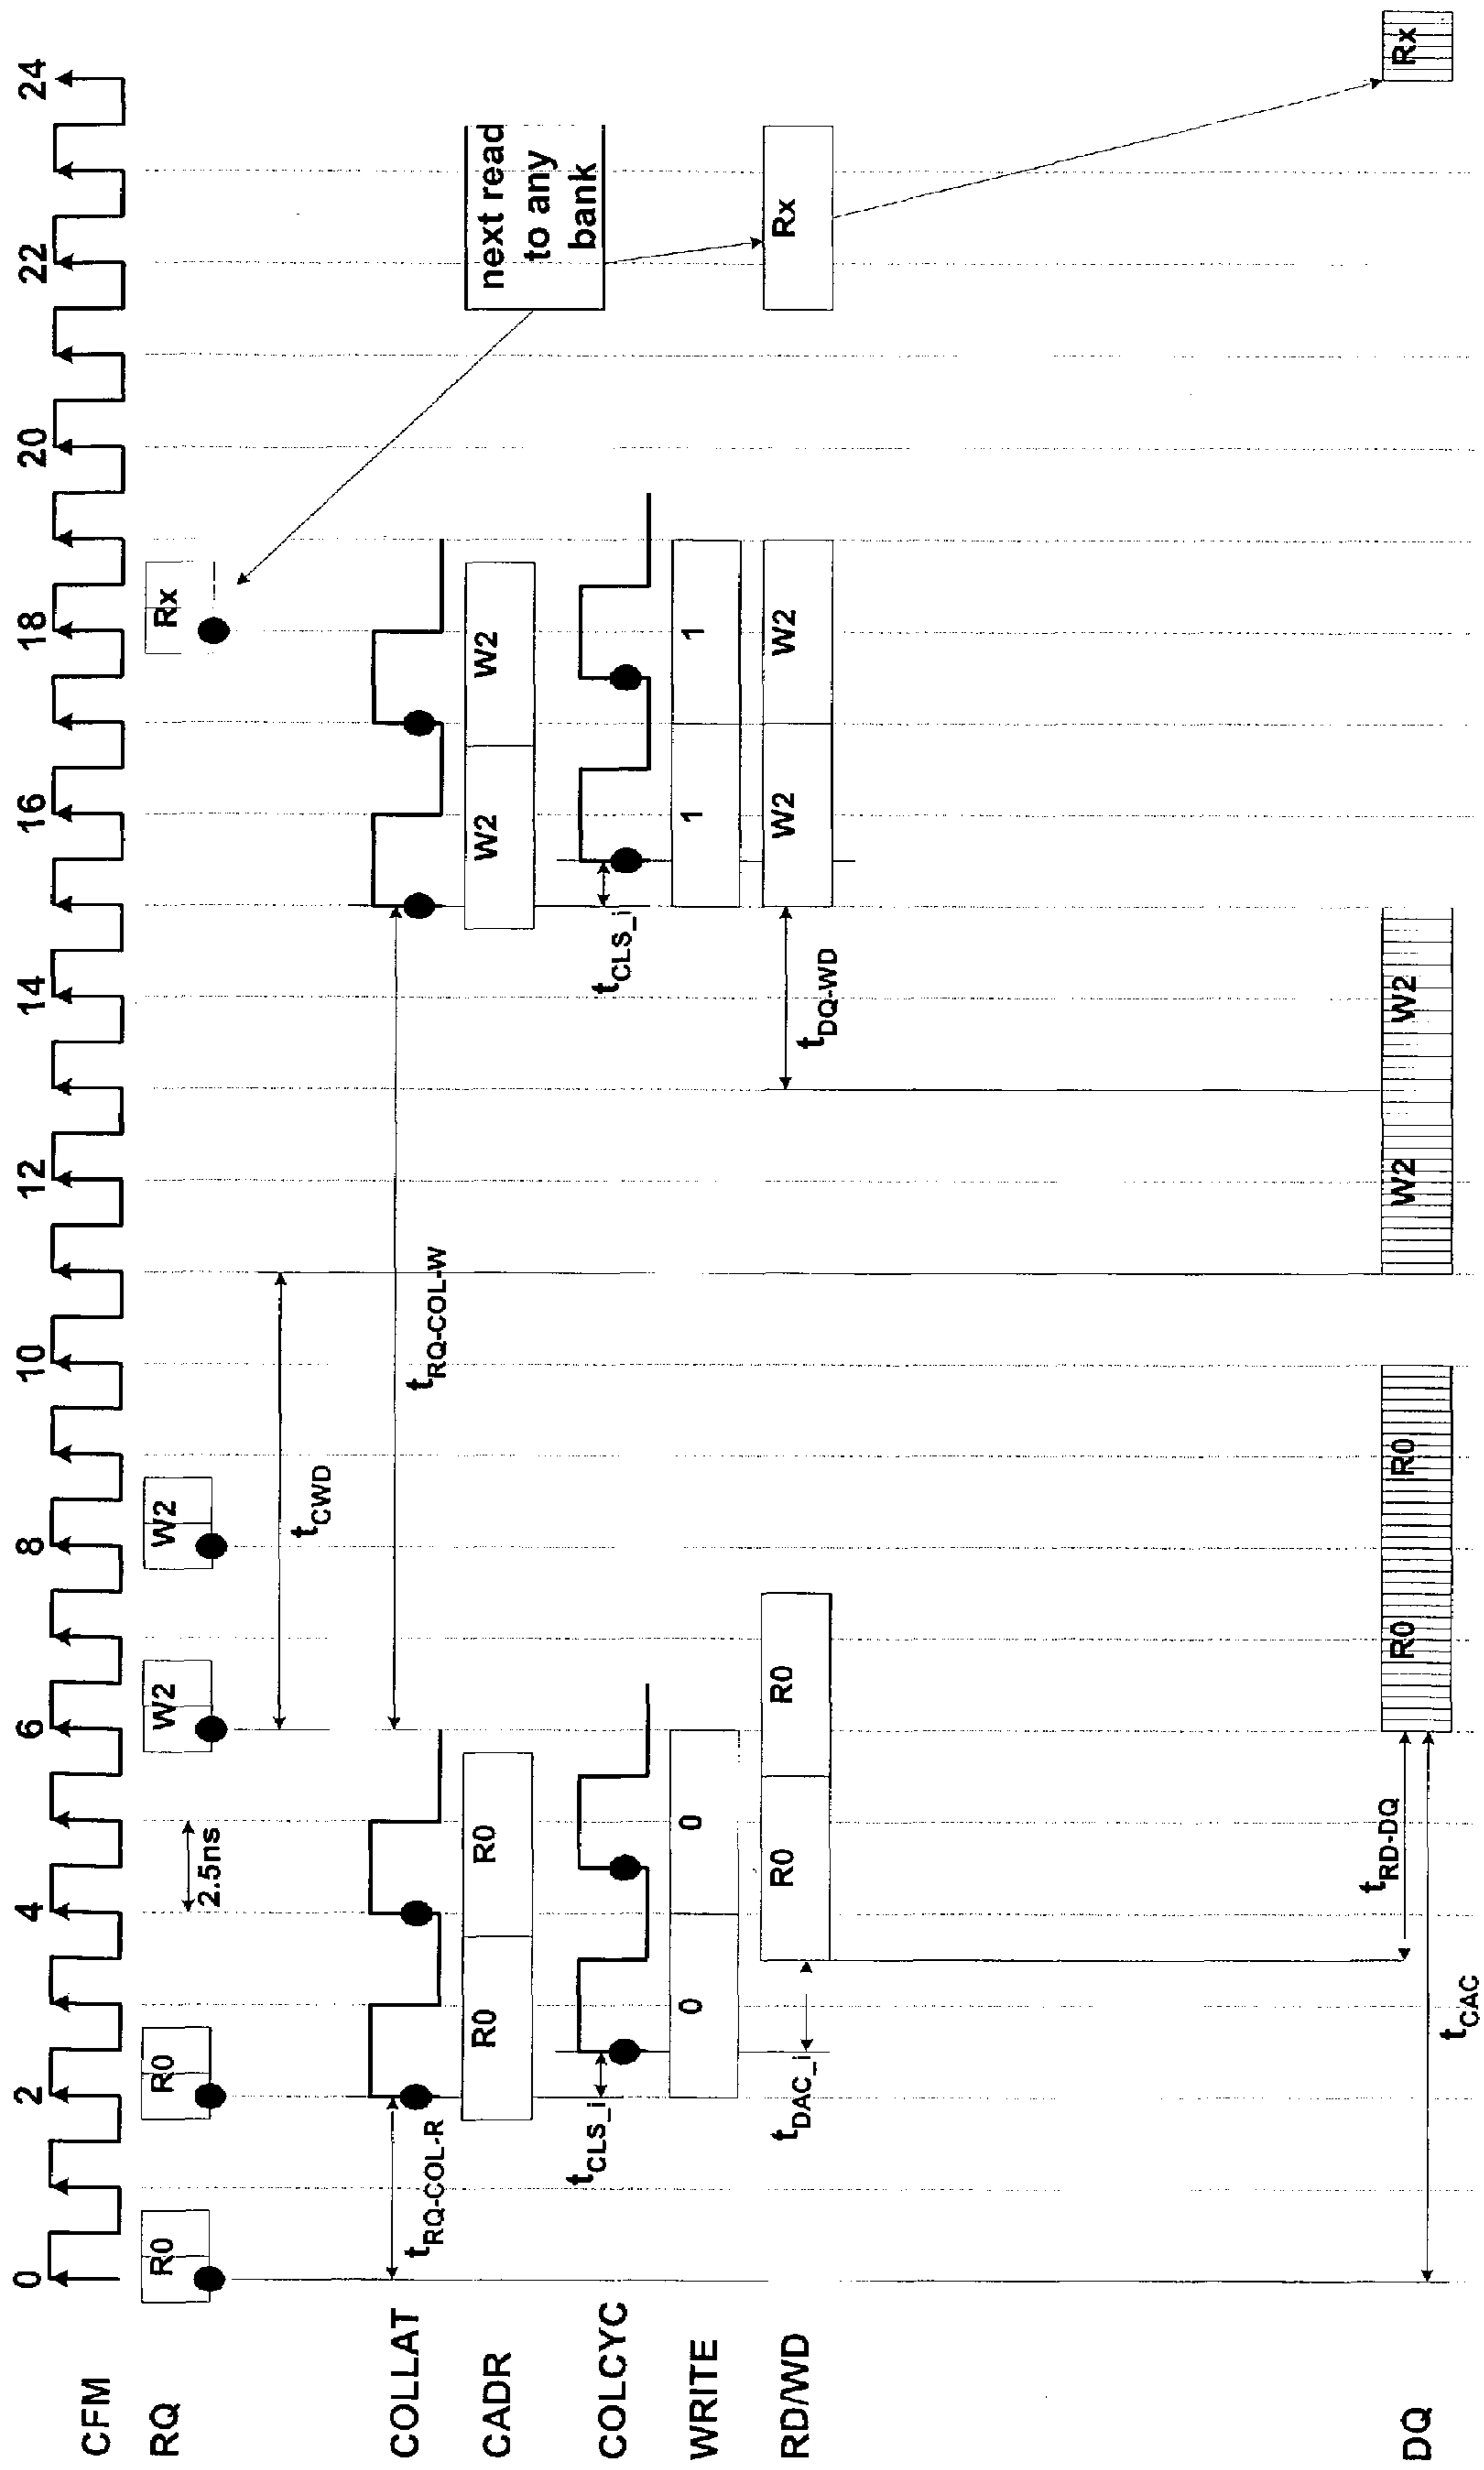 CFM
0
2
4
6
8
10
12
14
16
18
20
22
24
RQ
R0
R0
W2
W2
Rx
2.5ns
tCWD
COLLAT
tRQ-COL-R
tRQ-COL-W
CADR
R0
R0
W2
W2
next read
to any
bank
COLCYC
tCLS_i
tCLS_i
WRITE
0
0
1
1
RD/WD
tDAC_i
R0
R0
tDQ-WD
W2
W2
Rx
DQ
tRD-DQ
tCAC
R0
R0
W2
W2
Rx